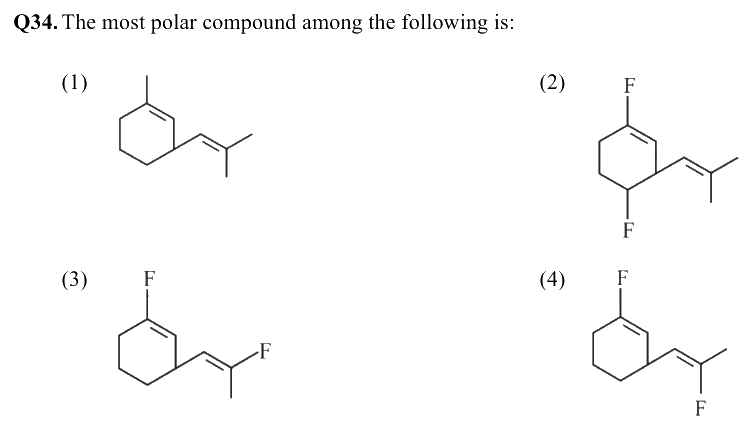 Q34. The most polar compound among the following is:
(1)
(2)
F
F
(3)
F
F
(4)
F
F